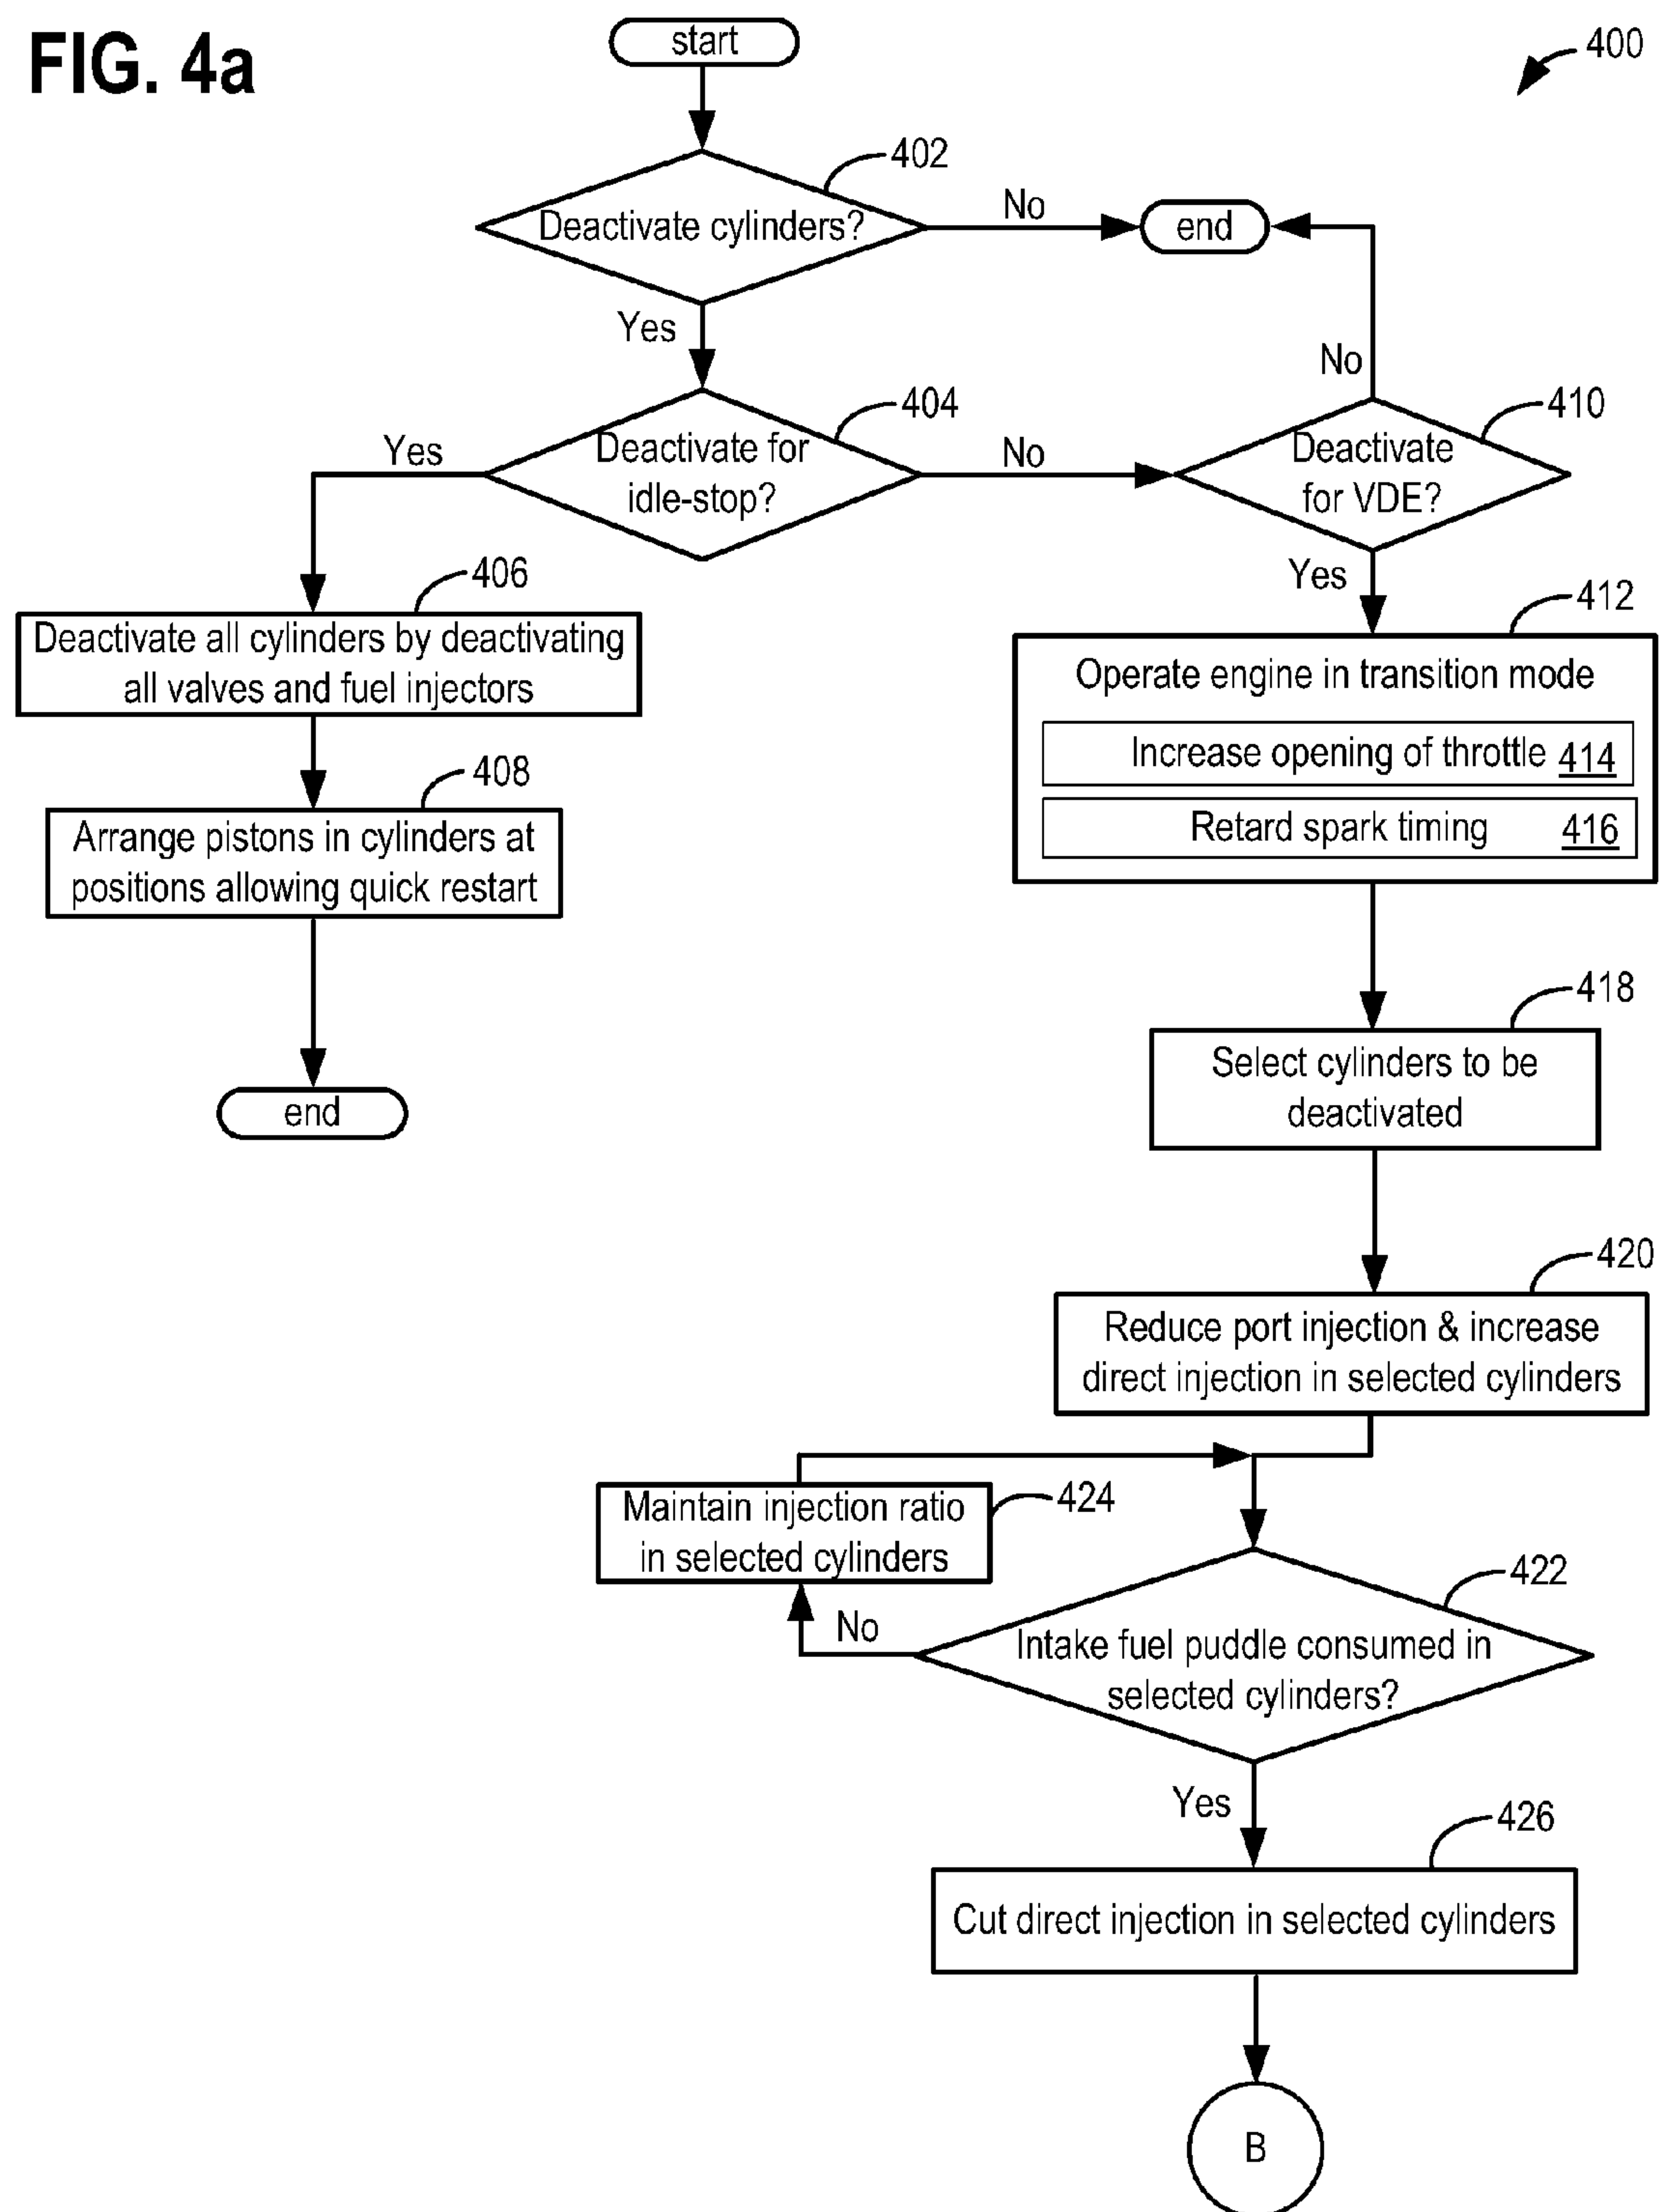 FIG. 4a
start
400
402
Deactivate cylinders?
No
end
Yes
No
404
Deactivate for
idle-stop?
Yes
No
410
Deactivate
for VDE?
Yes
406
Deactivate all cylinders by deactivating
all valves and fuel injectors
408
Arrange pistons in cylinders at
positions allowing quick restart
end
412
Operate engine in transition mode
Increase opening of throttle 414
Retard spark timing 416
418
Select cylinders to be
deactivated
420
Reduce port injection & increase
direct injection in selected cylinders
424
Maintain injection ratio
in selected cylinders
No
422
Intake fuel puddle consumed in
selected cylinders?
Yes
426
Cut direct injection in selected cylinders
B